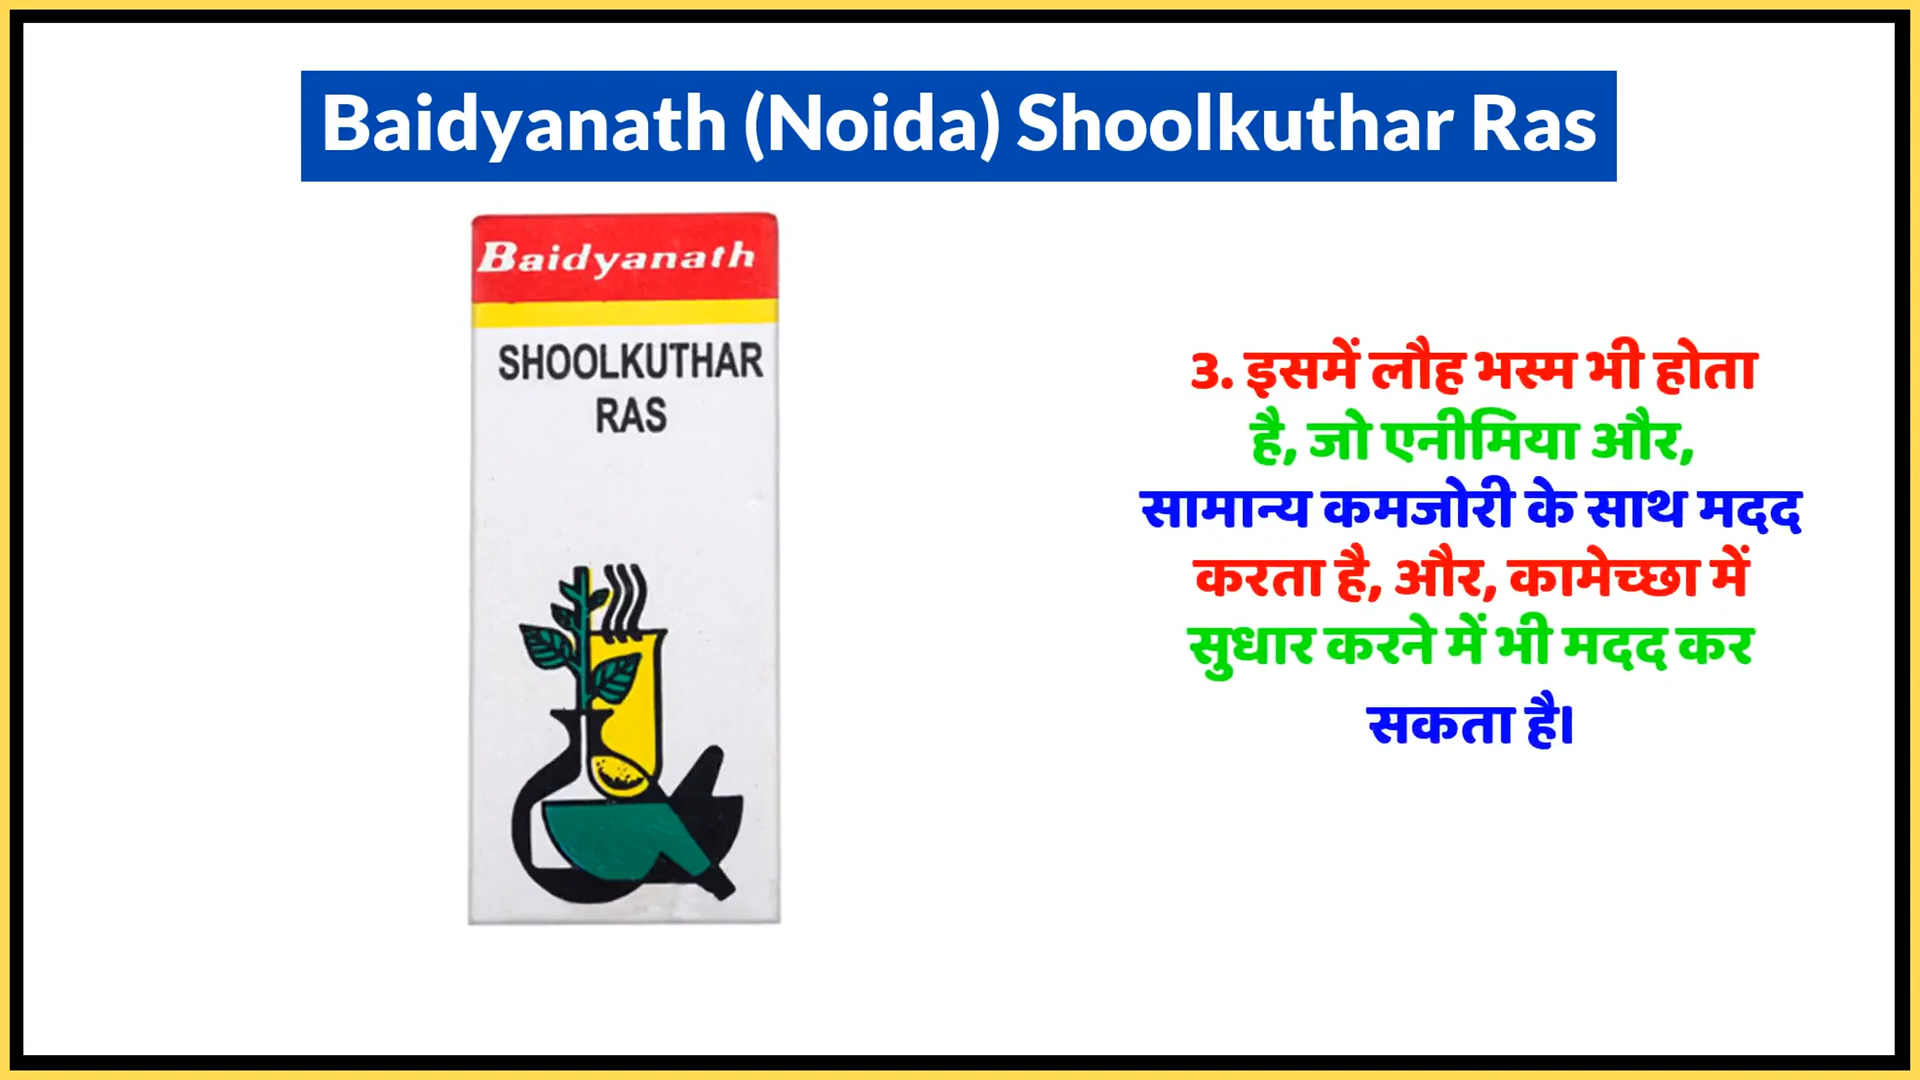 Baidyanath (Noida) Shoolkuthar Ras
Baidyanath
SHOOLKUTHAR
RAS
3. इसमें लौह भस्म भी होता
है, जो एनीमिया और,
सामान्य कमजोरी के साथ मदद
करता है, और, कामेच्छा में
सुधार करने में भी मदद कर
सकता है।